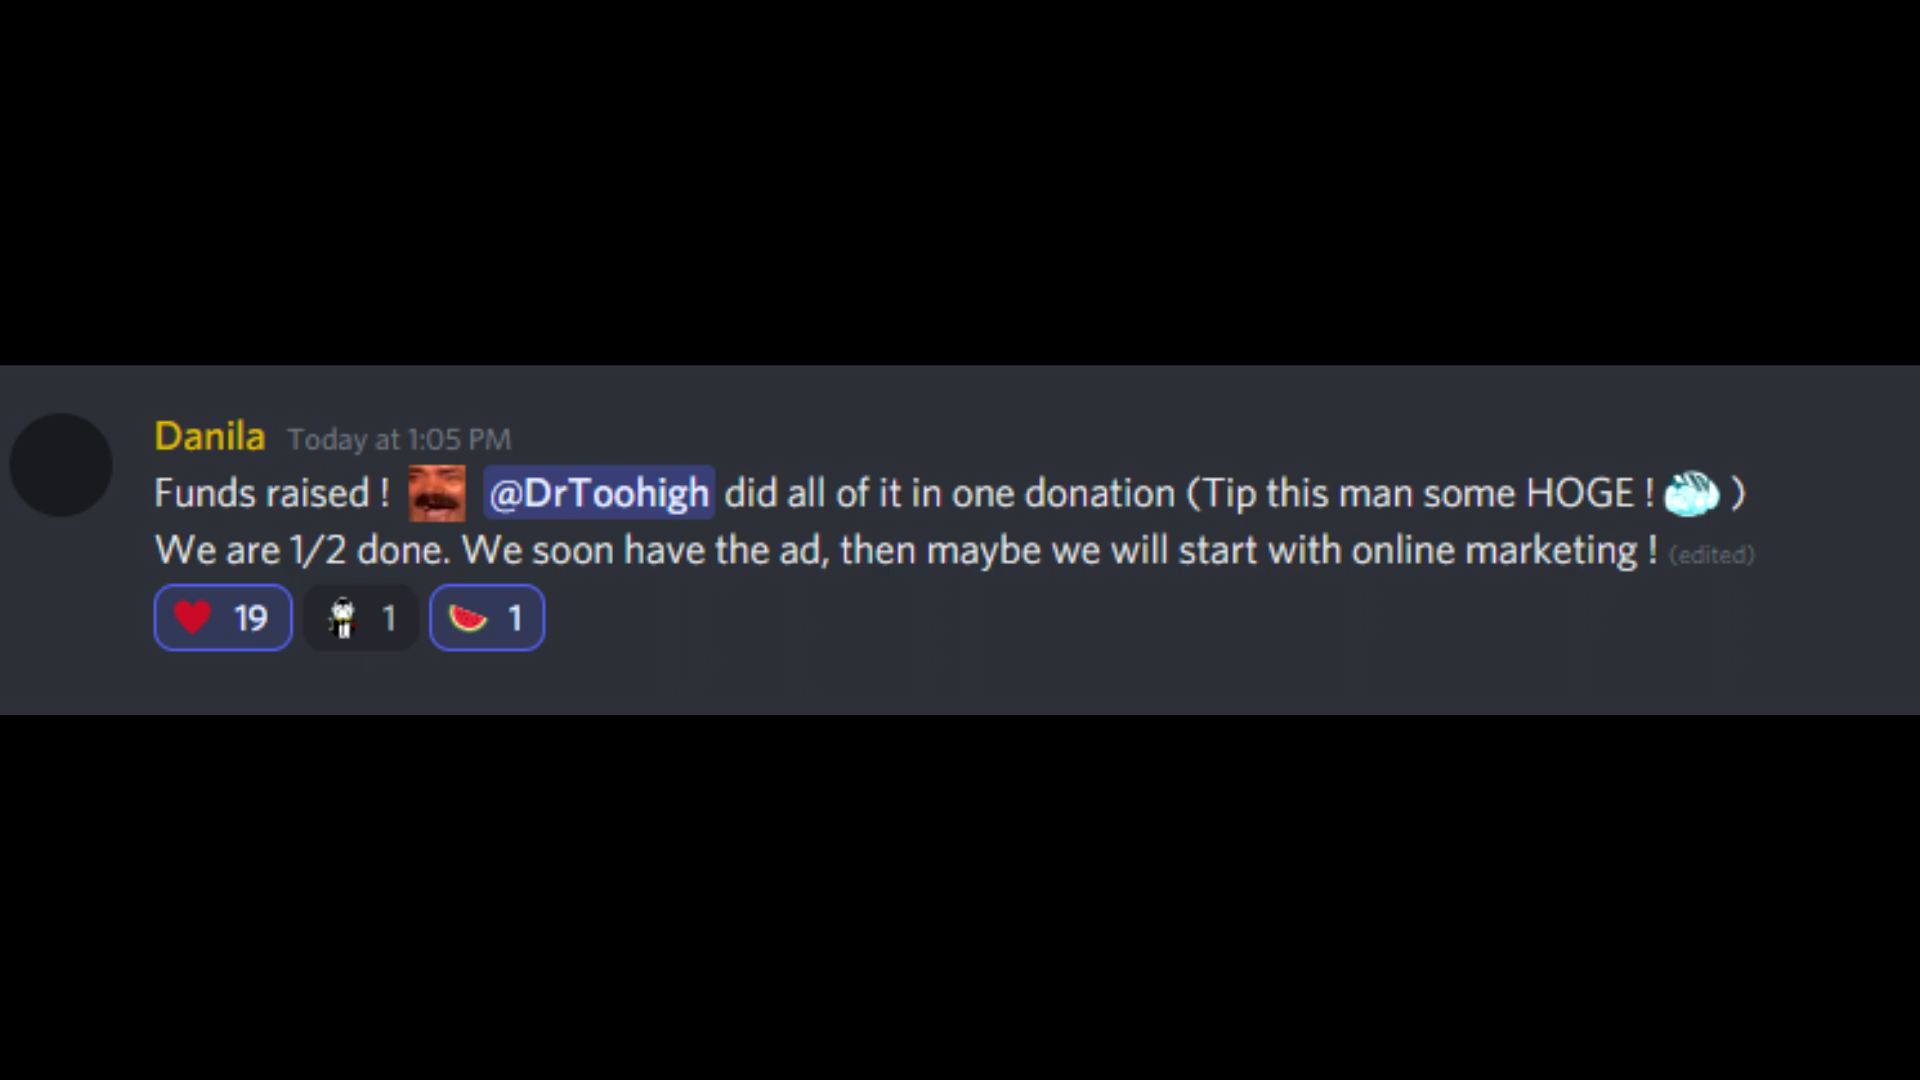 Danila Today at 1:05 PM
Funds raised ! @DrToohigh did all of it in one donation (Tip this man some HOGE ! )
We are 1/2 done. We soon have the ad, then maybe we will start with online marketing ! (edited)
19 1 1